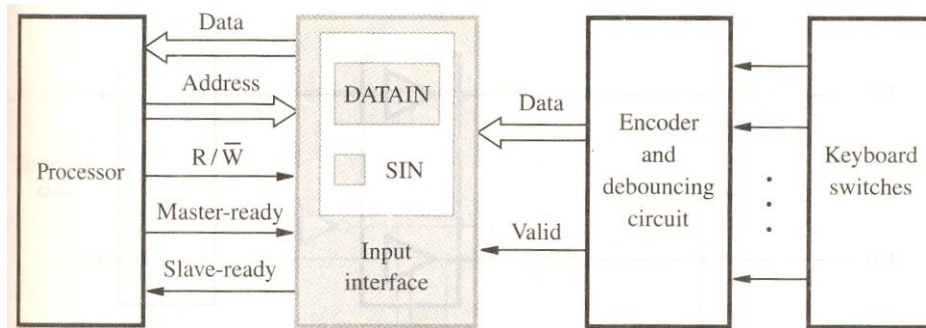 Processor
Data
Address
R / W̅
Master-ready
Slave-ready
DATAIN
SIN
Input
interface
Data
Valid
Encoder
and
debouncing
circuit
Keyboard
switches